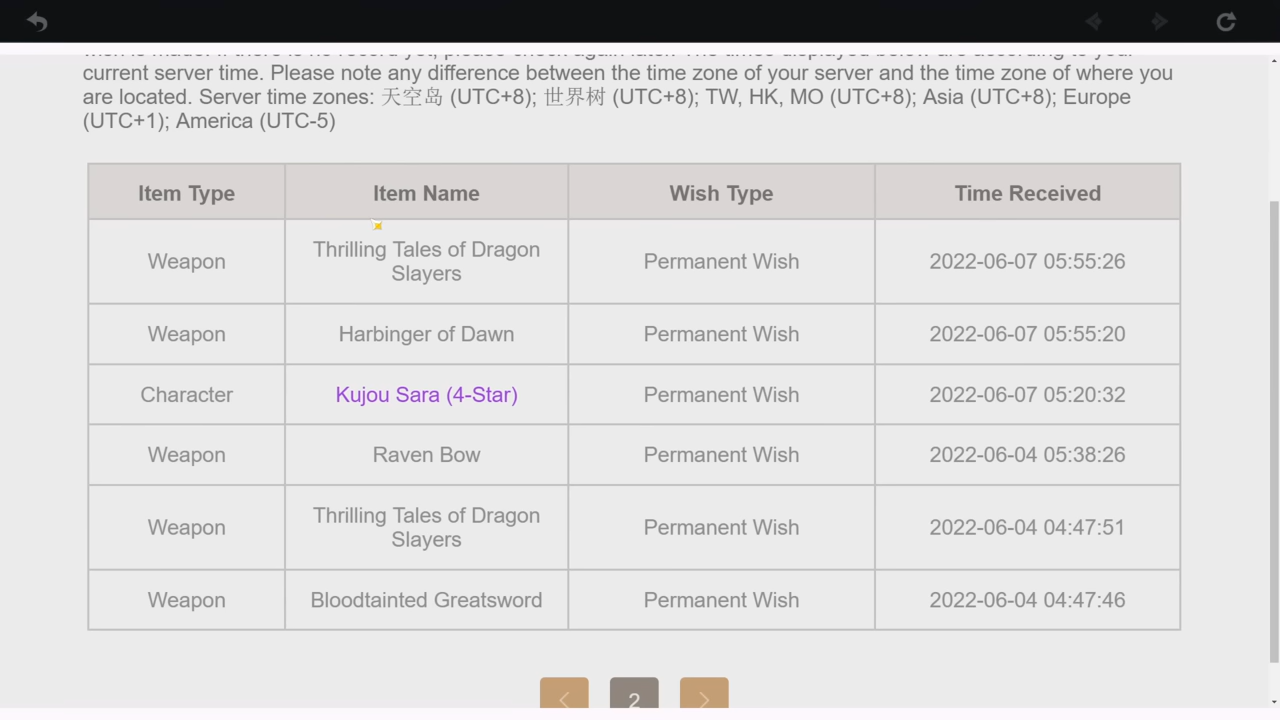 current server time. Please note any difference between the time zone of your server and the time zone of where you
are located. Server time zones: 天空岛 (UTC+8); 世界树 (UTC+8); TW, HK, MO (UTC+8); Asia (UTC+8); Europe
(UTC+1); America (UTC-5)
Item Type Item Name Wish Type Time Received
Weapon Thrilling Tales of Dragon Slayers Permanent Wish 2022-06-07 05:55:26
Weapon Harbinger of Dawn Permanent Wish 2022-06-07 05:55:20
Character Kujou Sara (4-Star) Permanent Wish 2022-06-07 05:20:32
Weapon Raven Bow Permanent Wish 2022-06-04 05:38:26
Weapon Thrilling Tales of Dragon Slayers Permanent Wish 2022-06-04 04:47:51
Weapon Bloodtainted Greatsword Permanent Wish 2022-06-04 04:47:46
2